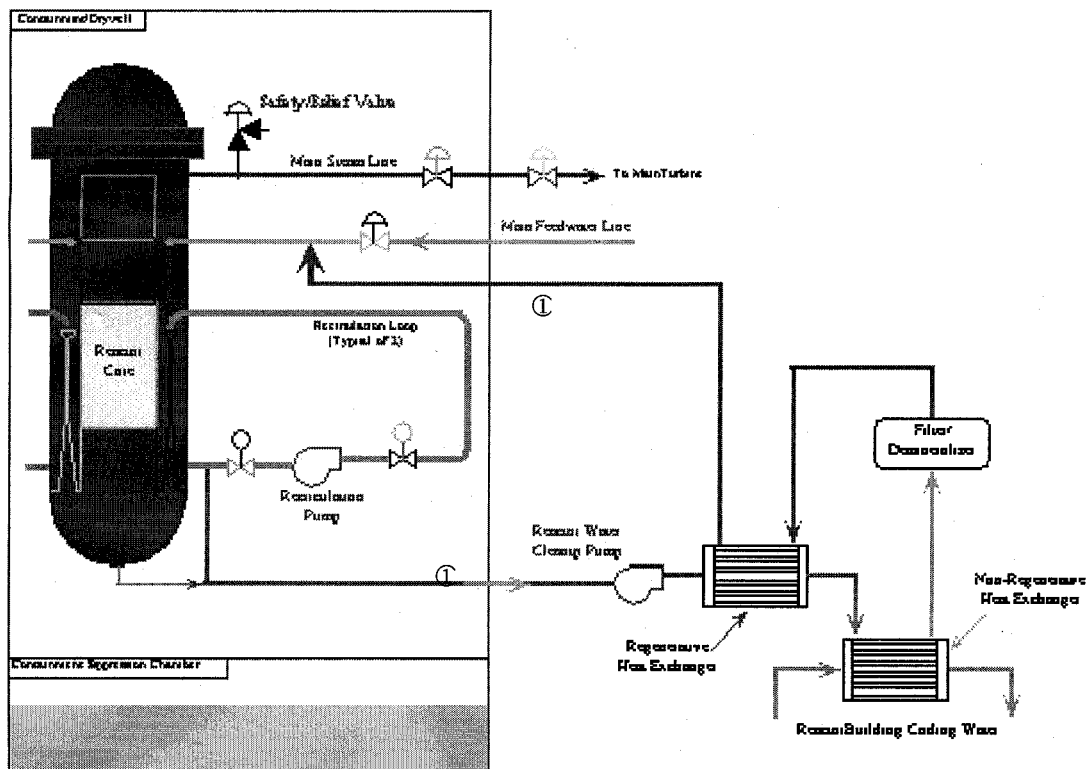 Containment/Drywell
Safety/Relief Valve
Main Steam Line
To Main Turbine
Main Feedwater Line
①
Recirculation Loop
(Typical of 2)
Reactor
Core
Filter
Demineralizer
Recirculation
Pump
Reactor Water
Cleanup Pump
①
Non-Regenerative
Heat Exchanger
Regenerative
Heat Exchanger
Containment Suppression Chamber
Reactor Building Cooling Water